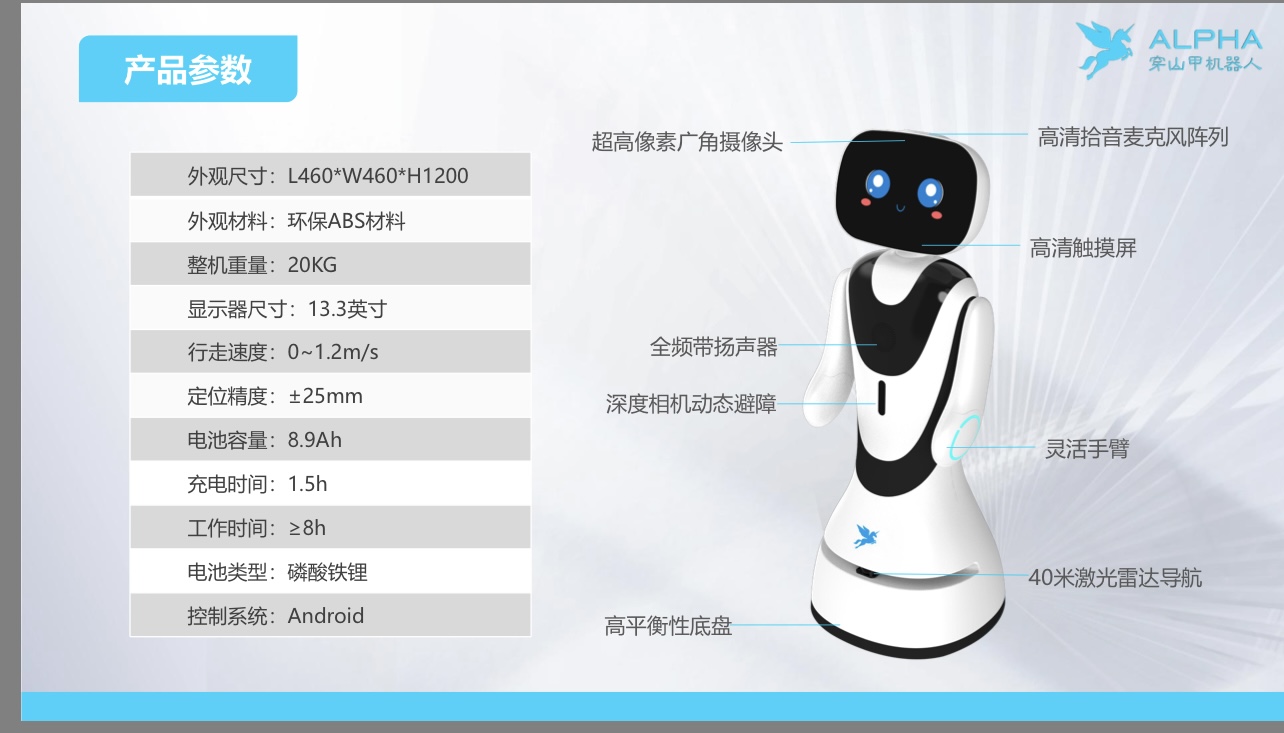 产品参数
ALPHA
穿山甲机器人
外观尺寸：L460*W460*H1200
外观材料：环保ABS材料
整机重量：20KG
显示器尺寸：13.3英寸
行走速度：0~1.2m/s
定位精度：±25mm
电池容量：8.9Ah
充电时间：1.5h
工作时间：≥8h
电池类型：磷酸铁锂
控制系统：Android
超高像素广角摄像头
高清拾音麦克风阵列
高清触摸屏
全频带扬声器
深度相机动态避障
灵活手臂
40米激光雷达导航
高平衡性底盘